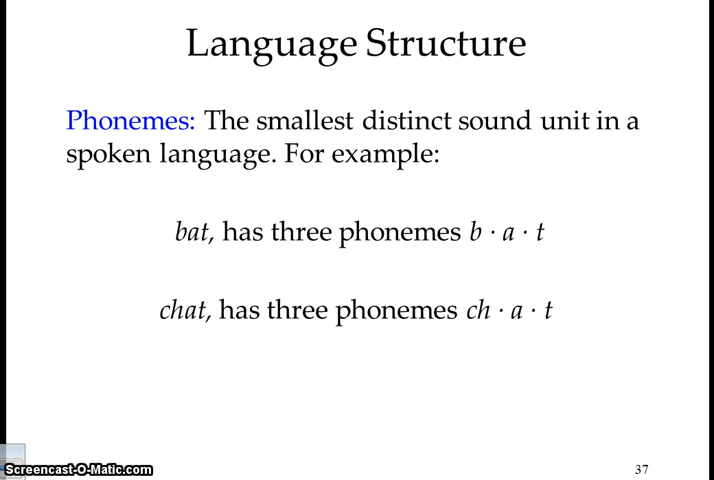 Language Structure
Phonemes: The smallest distinct sound unit in a
spoken language. For example:
bat, has three phonemes b · a · t
chat, has three phonemes ch · a · t
Screencast-O-Matic.com
37